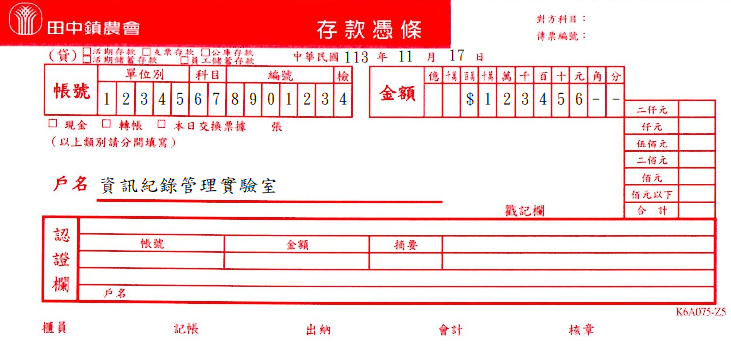 田中鎮農會
存款憑條
對方科目：
傳票編號：
(貸) □活期存款 □支票存款 □公庫存款
□活期儲蓄存款 □員工儲蓄存款
中華民國 113 年 11 月 17 日
帳號 單位別 科目 編號 檢
1 2 3 4 5 6 7 8 9 0 1 2 3 4
金額 億 千萬 百萬 十萬 萬 千 百 十 元 角 分
$ 1 2 3 4 5 6 - -
□ 現金 □ 轉帳 □ 本日交換票據 張
(以上類別請分開填寫)
二仟元
仟元
伍佰元
二佰元
佰元
佰元以下
合計
戶名 資訊紀錄管理實驗室
戳記欄
認證欄
帳號 金額 摘要
戶名
K6A075-Z5
櫃員 記帳 出納 會計 核章